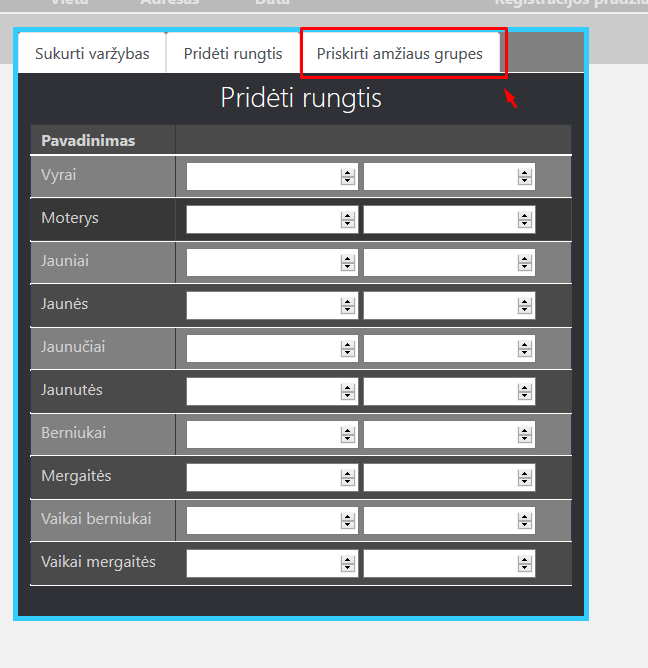 Vieta Adresas Data Registracijos pradžia
Sukurti varžybas Pridėti rungtis Priskirti amžiaus grupes
Pridėti rungtis
Pavadinimas
Vyrai
Moterys
Jauniai
Jaunės
Jaunučiai
Jaunutės
Berniukai
Mergaitės
Vaikai berniukai
Vaikai mergaitės